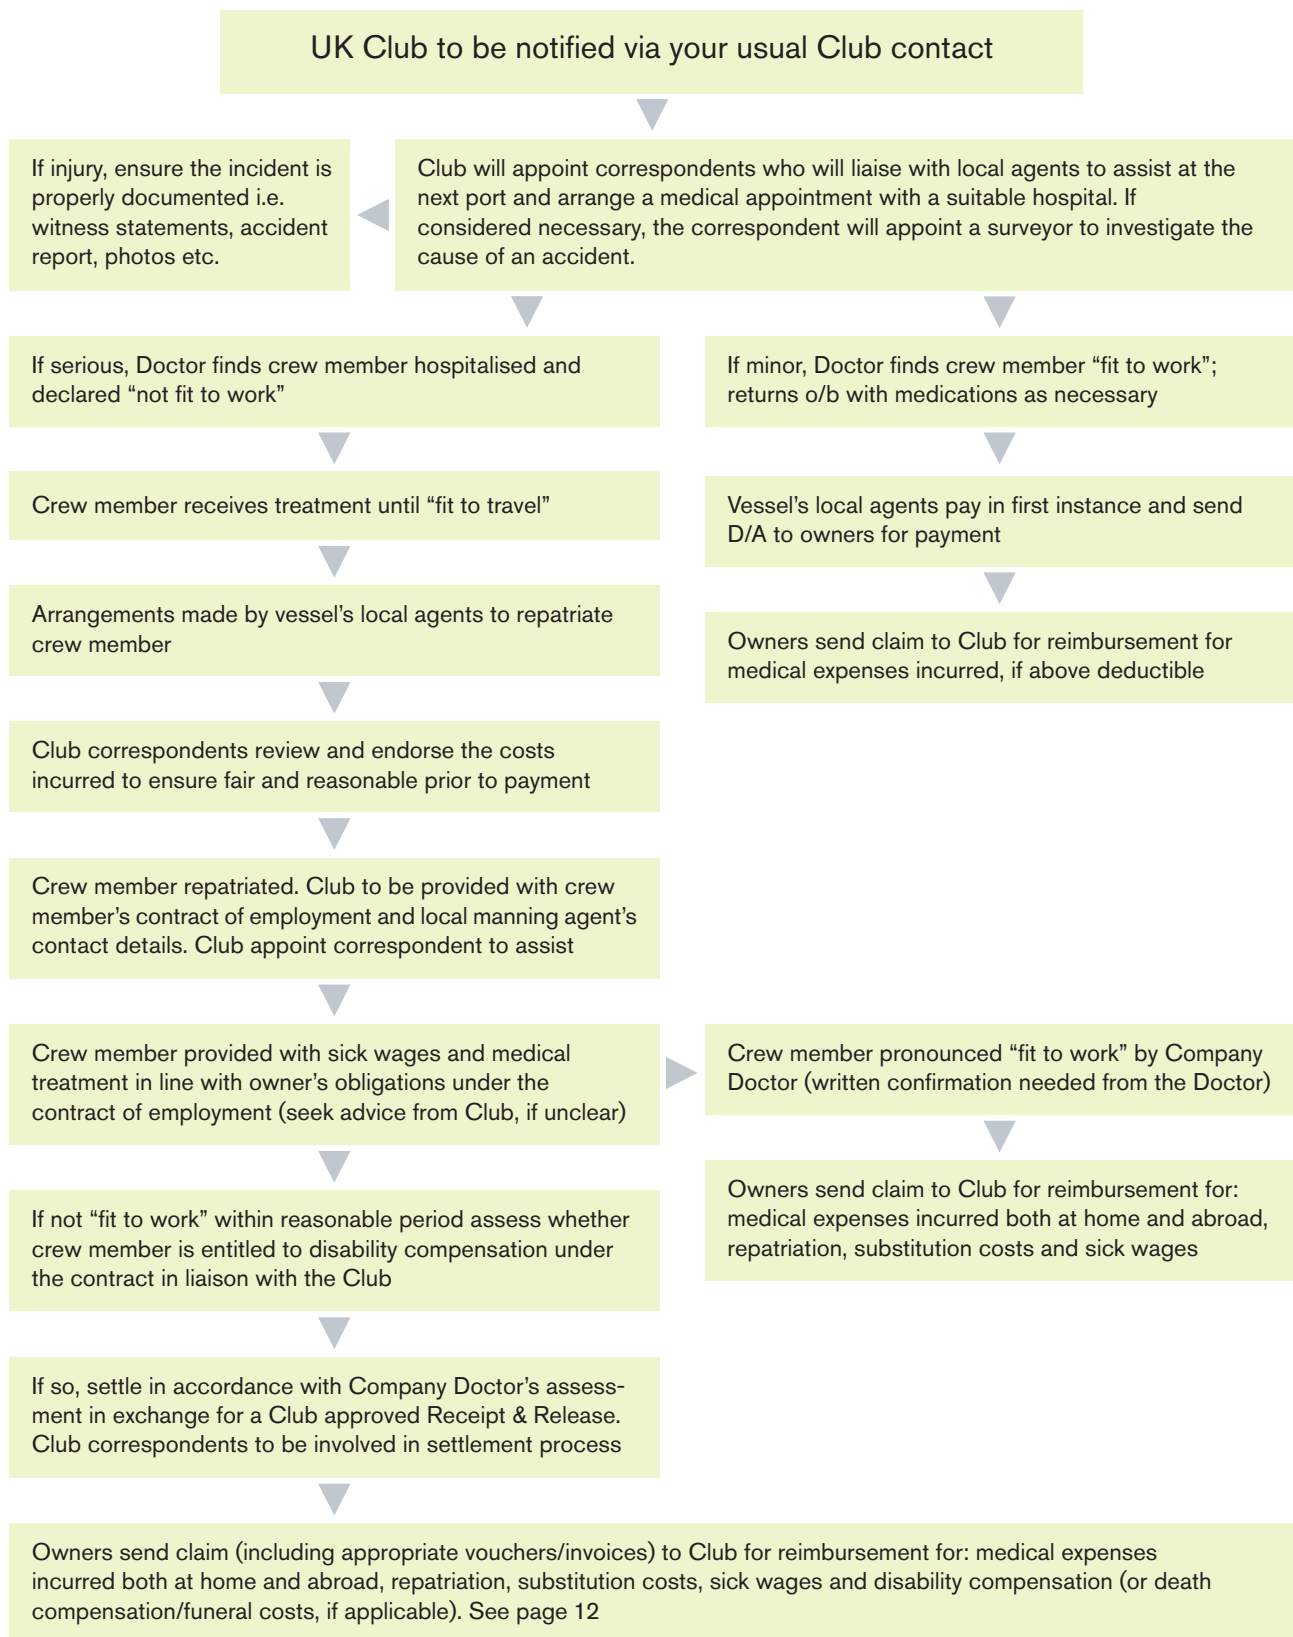 UK Club to be notified via your usual Club contact
If injury, ensure the incident is
properly documented i.e.
witness statements, accident
report, photos etc.
Club will appoint correspondents who will liaise with local agents to assist at the
next port and arrange a medical appointment with a suitable hospital. If
considered necessary, the correspondent will appoint a surveyor to investigate the
cause of an accident.
If serious, Doctor finds crew member hospitalised and
declared “not fit to work”
If minor, Doctor finds crew member “fit to work”;
returns o/b with medications as necessary
Crew member receives treatment until “fit to travel”
Vessel’s local agents pay in first instance and send
D/A to owners for payment
Arrangements made by vessel’s local agents to repatriate
crew member
Owners send claim to Club for reimbursement for
medical expenses incurred, if above deductible
Club correspondents review and endorse the costs
incurred to ensure fair and reasonable prior to payment
Crew member repatriated. Club to be provided with crew
member’s contract of employment and local manning agent’s
contact details. Club appoint correspondent to assist
Crew member provided with sick wages and medical
treatment in line with owner’s obligations under the
contract of employment (seek advice from Club, if unclear)
Crew member pronounced “fit to work” by Company
Doctor (written confirmation needed from the Doctor)
If not “fit to work” within reasonable period assess whether
crew member is entitled to disability compensation under
the contract in liaison with the Club
Owners send claim to Club for reimbursement for:
medical expenses incurred both at home and abroad,
repatriation, substitution costs and sick wages
If so, settle in accordance with Company Doctor’s assess-
ment in exchange for a Club approved Receipt & Release.
Club correspondents to be involved in settlement process
Owners send claim (including appropriate vouchers/invoices) to Club for reimbursement for: medical expenses
incurred both at home and abroad, repatriation, substitution costs, sick wages and disability compensation (or death
compensation/funeral costs, if applicable). See page 12